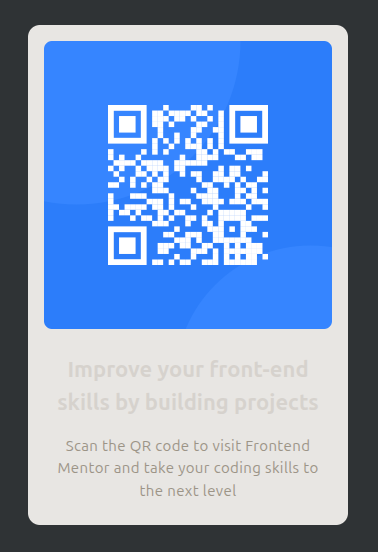 Improve your front-end
skills by building projects
Scan the QR code to visit Frontend
Mentor and take your coding skills to
the next level